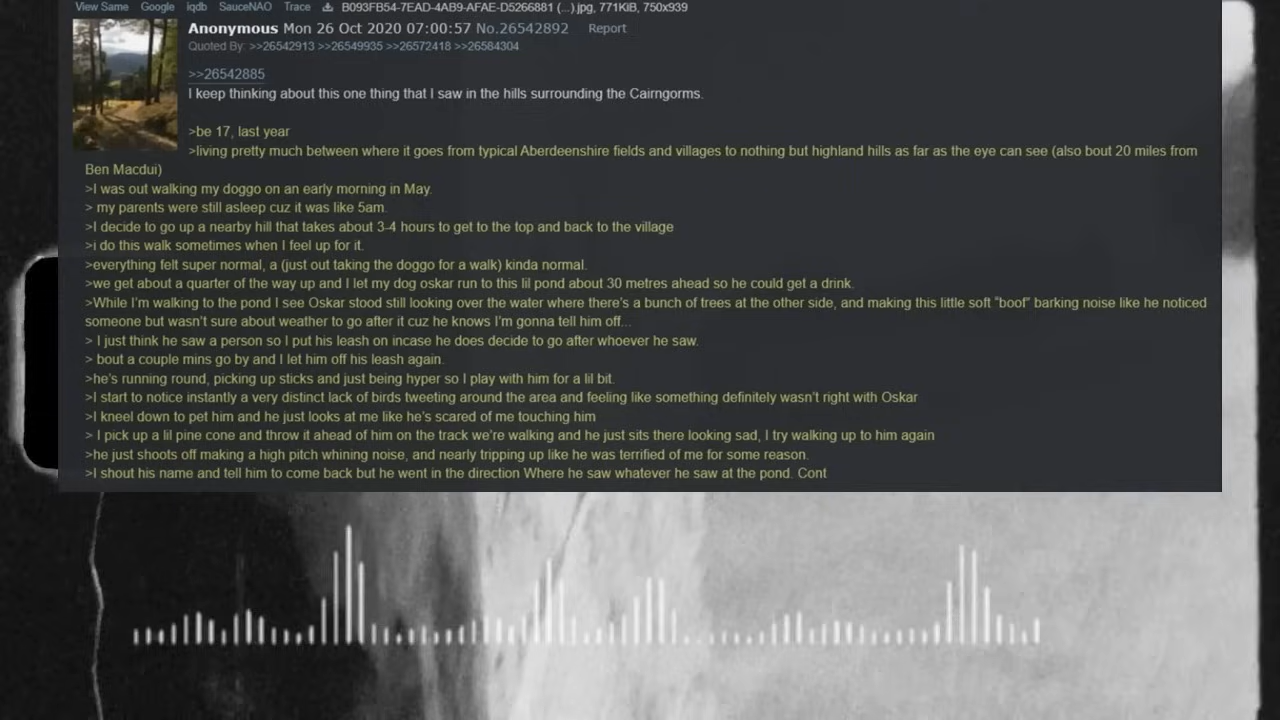 View Same Google iqdb SauceNAO Trace B093FB54-7EAD-4AB9-AFAE-D5266881 (...).jpg, 771KiB, 750x939
Anonymous Mon 26 Oct 2020 07:00:57 No.26542892 Report
Quoted By: >>26542913 >>26549935 >>26572418 >>26584304
>>26542885
I keep thinking about this one thing that I saw in the hills surrounding the Cairngorms.
>be 17, last year
>living pretty much between where it goes from typical Aberdeenshire fields and villages to nothing but highland hills as far as the eye can see (also bout 20 miles from
Ben Macdui)
>I was out walking my doggo on an early morning in May.
> my parents were still asleep cuz it was like 5am.
>I decide to go up a nearby hill that takes about 3-4 hours to get to the top and back to the village
>i do this walk sometimes when I feel up for it.
>everything felt super normal, a (just out taking the doggo for a walk) kinda normal.
>we get about a quarter of the way up and I let my dog oskar run to this lil pond about 30 metres ahead so he could get a drink.
>While I'm walking to the pond I see Oskar stood still looking over the water where there's a bunch of trees at the other side, and making this little soft "boof" barking noise like he noticed
someone but wasn't sure about weather to go after it cuz he knows I'm gonna tell him off...
> I just think he saw a person so I put his leash on incase he does decide to go after whoever he saw.
> bout a couple mins go by and I let him off his leash again.
>he's running round, picking up sticks and just being hyper so I play with him for a lil bit.
>I start to notice instantly a very distinct lack of birds tweeting around the area and feeling like something definitely wasn't right with Oskar
>I kneel down to pet him and he just looks at me like he's scared of me touching him
> I pick up a lil pine cone and throw it ahead of him on the track we're walking and he just sits there looking sad, I try walking up to him again
>he just shoots off making a high pitch whining noise, and nearly tripping up like he was terrified of me for some reason.
>I shout his name and tell him to come back but he went in the direction Where he saw whatever he saw at the pond. Cont